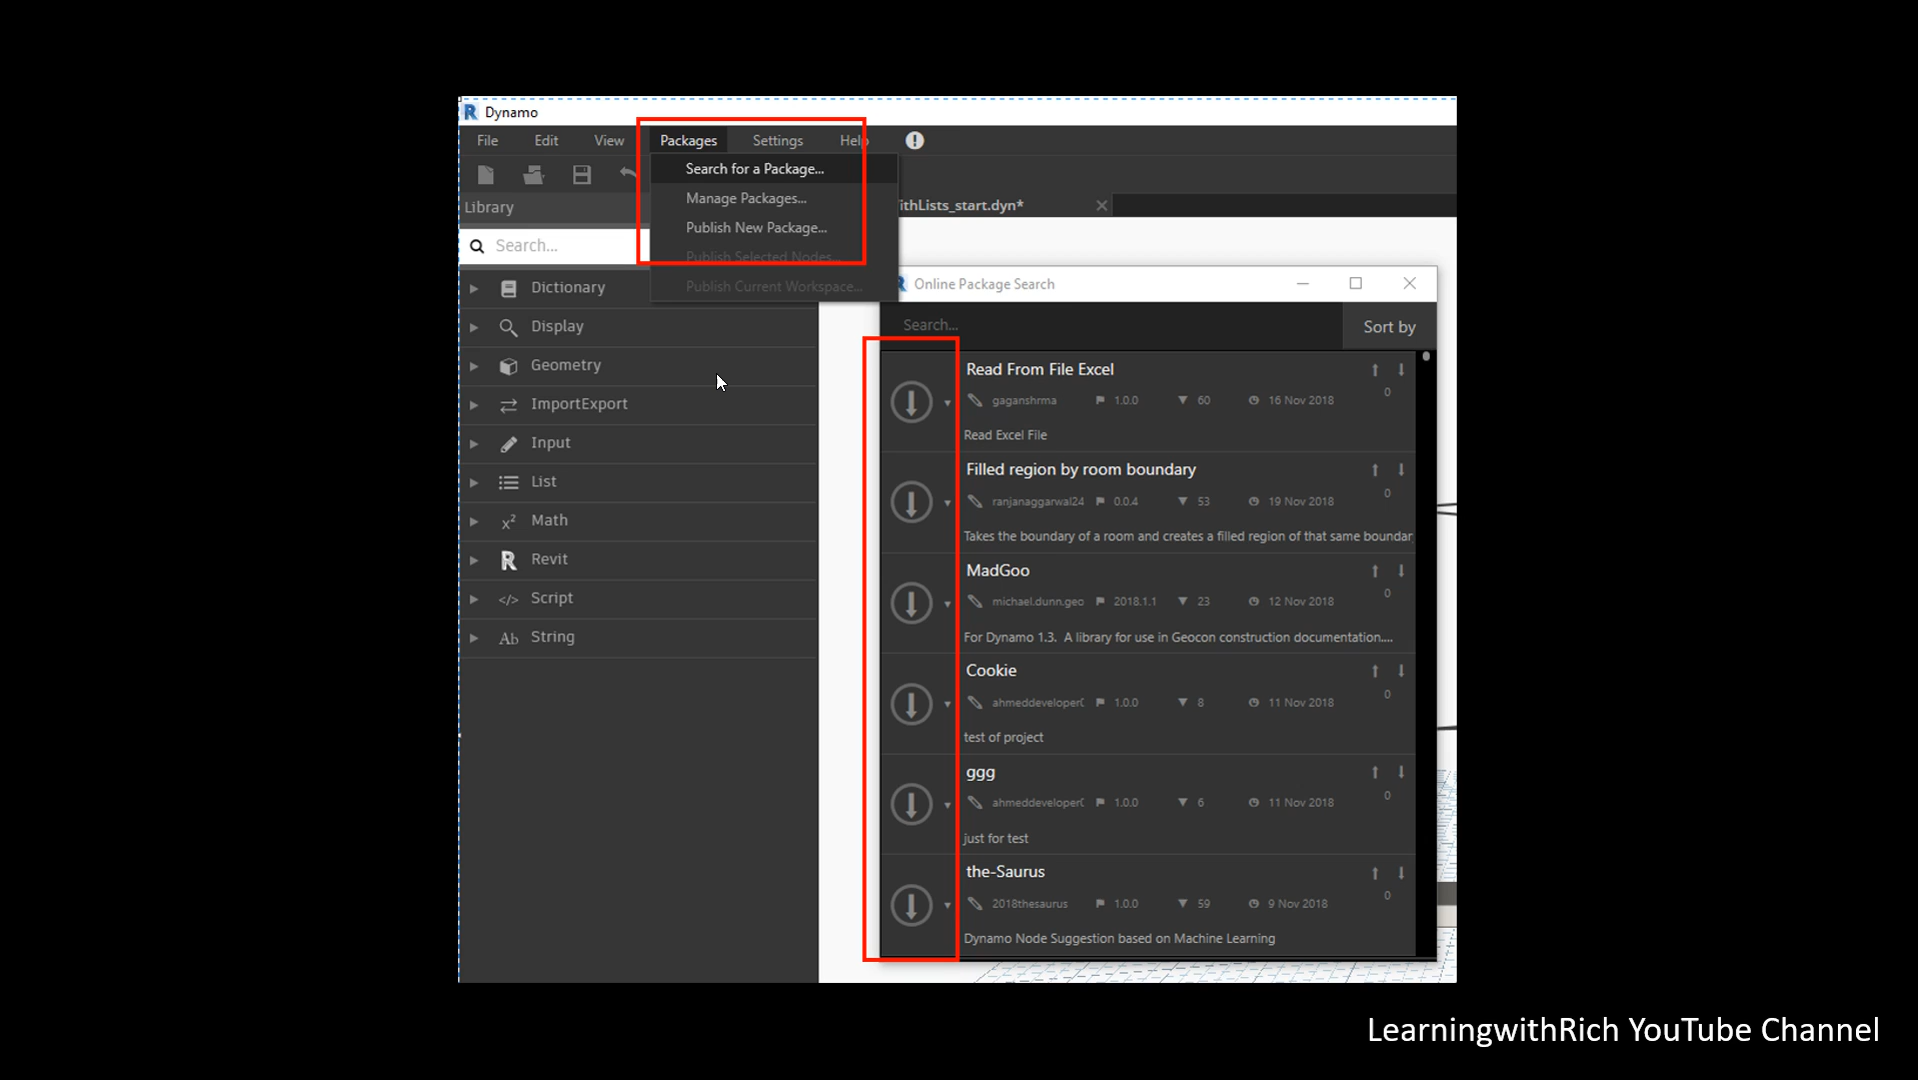 Dynamo
File Edit View Packages Settings Help
Search for a Package...
Manage Packages...
Publish New Package...
Publish Selected Nodes...
Publish Current Workspace...
Library
Search...
ithLists_start.dyn*
Dictionary
Display
Geometry
ImportExport
Input
List
Math
Revit
Script
String
Online Package Search
Search...
Sort by
Read From File Excel
gaganshrma 1.0.0 60 16 Nov 2018 0
Read Excel File
Filled region by room boundary
ranjanaggarwal24 0.0.4 53 19 Nov 2018 0
Takes the boundary of a room and creates a filled region of that same boundar
MadGoo
michael.dunn.geo 2018.1.1 23 12 Nov 2018 0
For Dynamo 1.3. A library for use in Geocon construction documentation....
Cookie
ahmeddeveloper 1.0.0 8 11 Nov 2018 0
test of project
ggg
ahmeddeveloper 1.0.0 6 11 Nov 2018 0
just for test
the-Saurus
2018thesaurus 1.0.0 59 9 Nov 2018 0
Dynamo Node Suggestion based on Machine Learning
LearningwithRich YouTube Channel